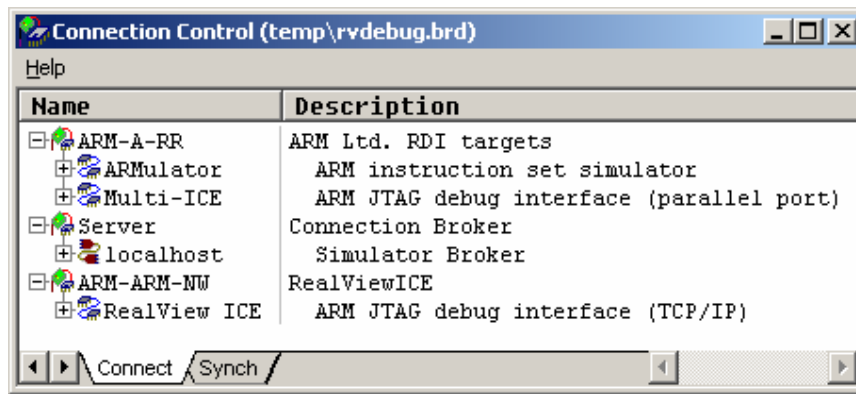 Connection Control (temp\rvdebug.brd)
Help
Name Description
ARM-A-RR ARM Ltd. RDI targets
ARMulator ARM instruction set simulator
Multi-ICE ARM JTAG debug interface (parallel port)
Server Connection Broker
localhost Simulator Broker
ARM-ARM-NW RealViewICE
RealView ICE ARM JTAG debug interface (TCP/IP)
Connect Synch